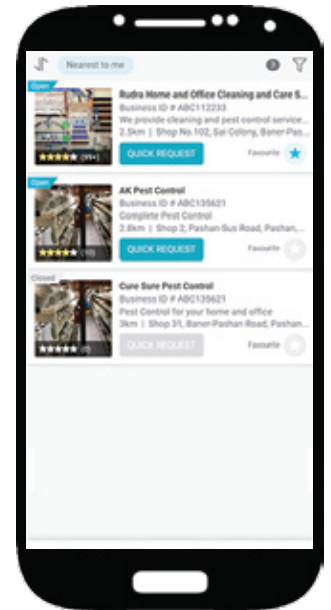 Nearest to me
Open
Rudra Home and Office Cleaning and Care S...
Business ID # ABC112233
We provide cleaning and pest control service...
2.5km | Shop No.102, Sai Colony, Baner-Pas...
(99+)
QUICK REQUEST
Favourite
Open
AK Pest Control
Business ID # ABC135621
Complete Pest Control
2.8km | Shop 2, Pashan-Sus Road, Pashan,...
QUICK REQUEST
Favourite
Closed
Cure Sure Pest Control
Business ID # ABC135621
Pest Control for your home and office
3km | Shop 31, Baner-Pashan Road, Pashan...
QUICK REQUEST
Favourite